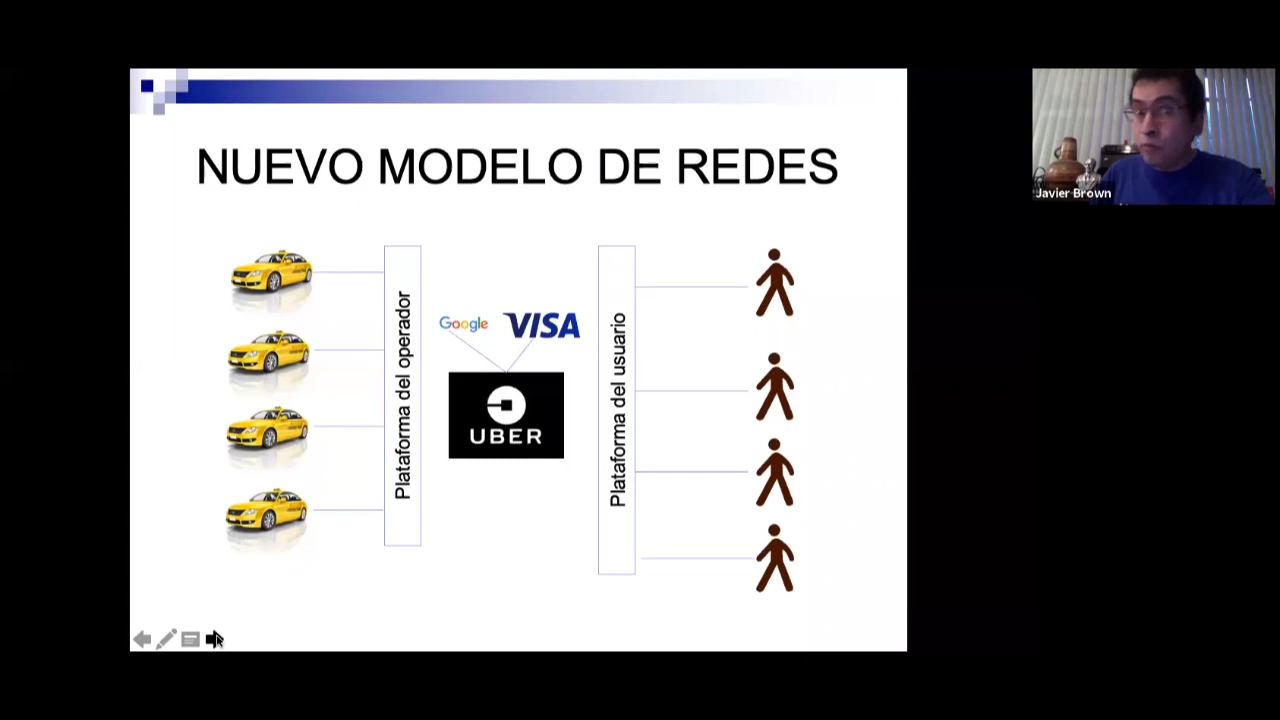 NUEVO MODELO DE REDES
Plataforma del operador
Google
VISA
UBER
Plataforma del usuario
Javier Brown